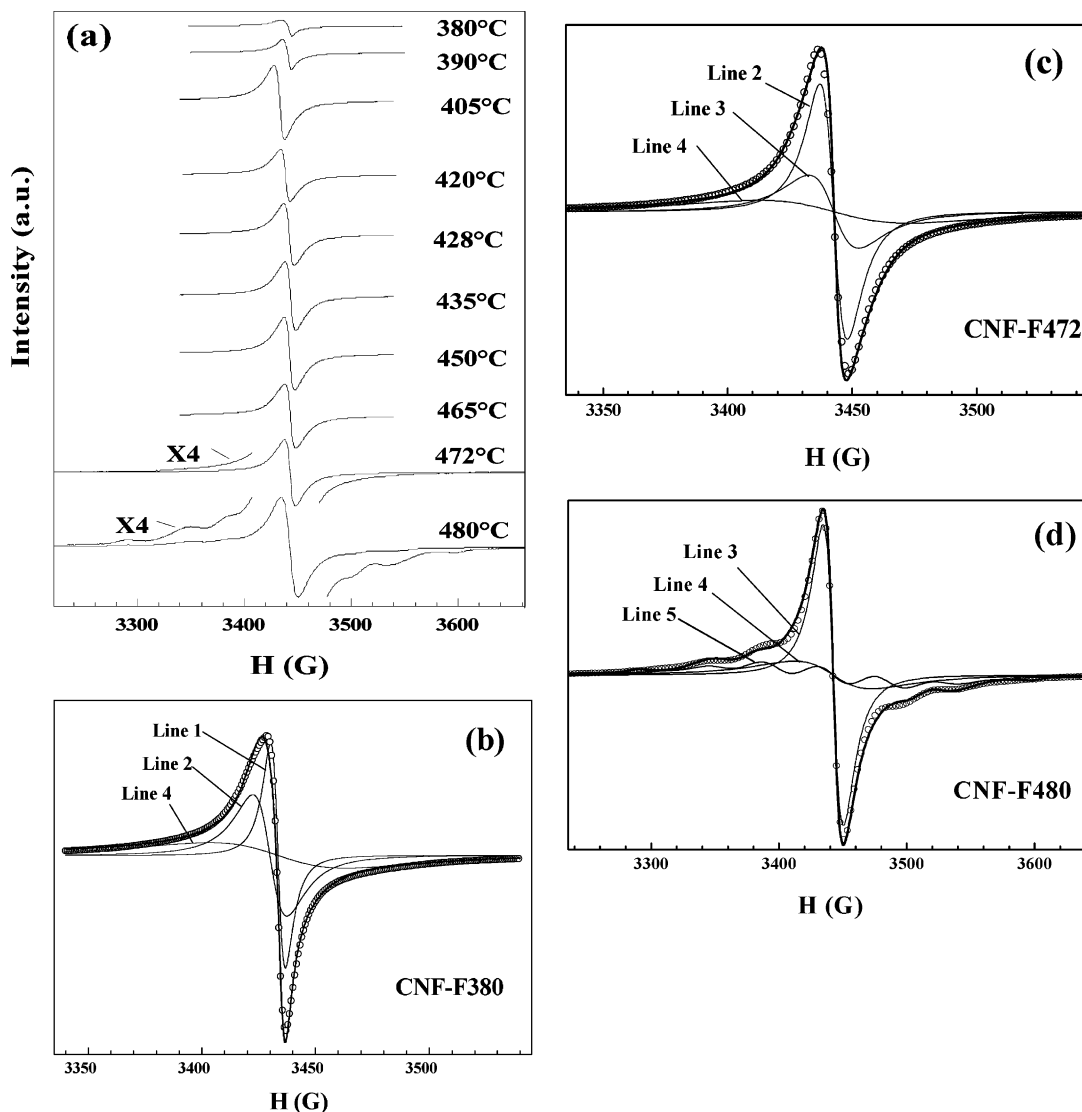 (a)
380°C
390°C
405°C
420°C
428°C
435°C
450°C
465°C
X4
472°C
X4
480°C
Intensity (a.u.)
3300 3400 3500 3600
H (G)
(b)
Line 1
Line 2
Line 4
CNF-F380
3350 3400 3450 3500
H (G)
(c)
Line 2
Line 3
Line 4
CNF-F472
3350 3400 3450 3500
H (G)
(d)
Line 3
Line 4
Line 5
CNF-F480
3300 3400 3500 3600
H (G)